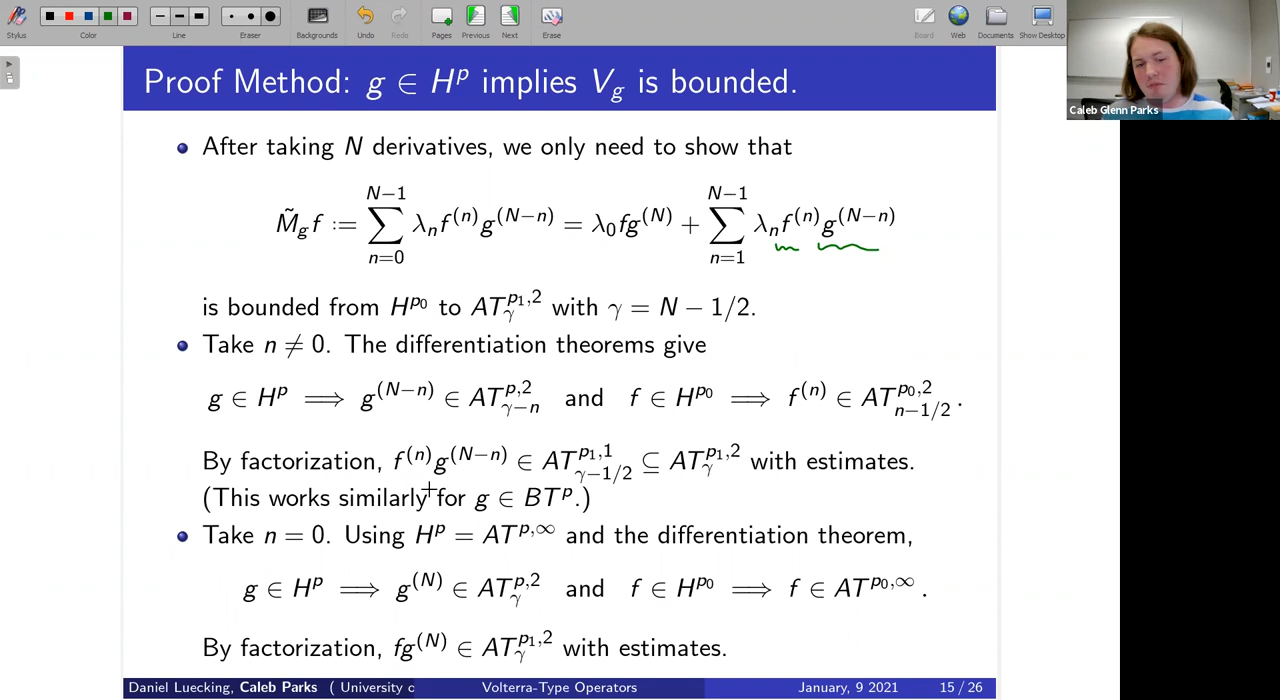 Stylus Color Line Eraser Backgrounds Undo Redo Pages Previous Next Erase Board Web Documents Show Desktop
Caleb Glenn Parks
Proof Method: g ∈ H^p implies V_g is bounded.
After taking N derivatives, we only need to show that
M̃_g f := ∑_{n=0}^{N−1} λ_n f^{(n)} g^{(N−n)} = λ_0 f g^{(N)} + ∑_{n=1}^{N−1} λ_n f^{(n)} g^{(N−n)}
is bounded from H^{p_0} to AT_γ^{p_1,2} with γ = N − 1/2.
Take n ≠ 0. The differentiation theorems give
g ∈ H^p ⟹ g^{(N−n)} ∈ AT_{γ−n}^{p,2} and f ∈ H^{p_0} ⟹ f^{(n)} ∈ AT_{n−1/2}^{p_0,2}.
By factorization, f^{(n)} g^{(N−n)} ∈ AT_{γ−1/2}^{p_1,1} ⊆ AT_γ^{p_1,2} with estimates.
(This works similarly for g ∈ BT^p.)
Take n = 0. Using H^p = AT^{p,∞} and the differentiation theorem,
g ∈ H^p ⟹ g^{(N)} ∈ AT_γ^{p,2} and f ∈ H^{p_0} ⟹ f ∈ AT^{p_0,∞}.
By factorization, fg^{(N)} ∈ AT_γ^{p_1,2} with estimates.
Daniel Luecking, Caleb Parks ( University o Volterra-Type Operators January, 9 2021 15 / 26